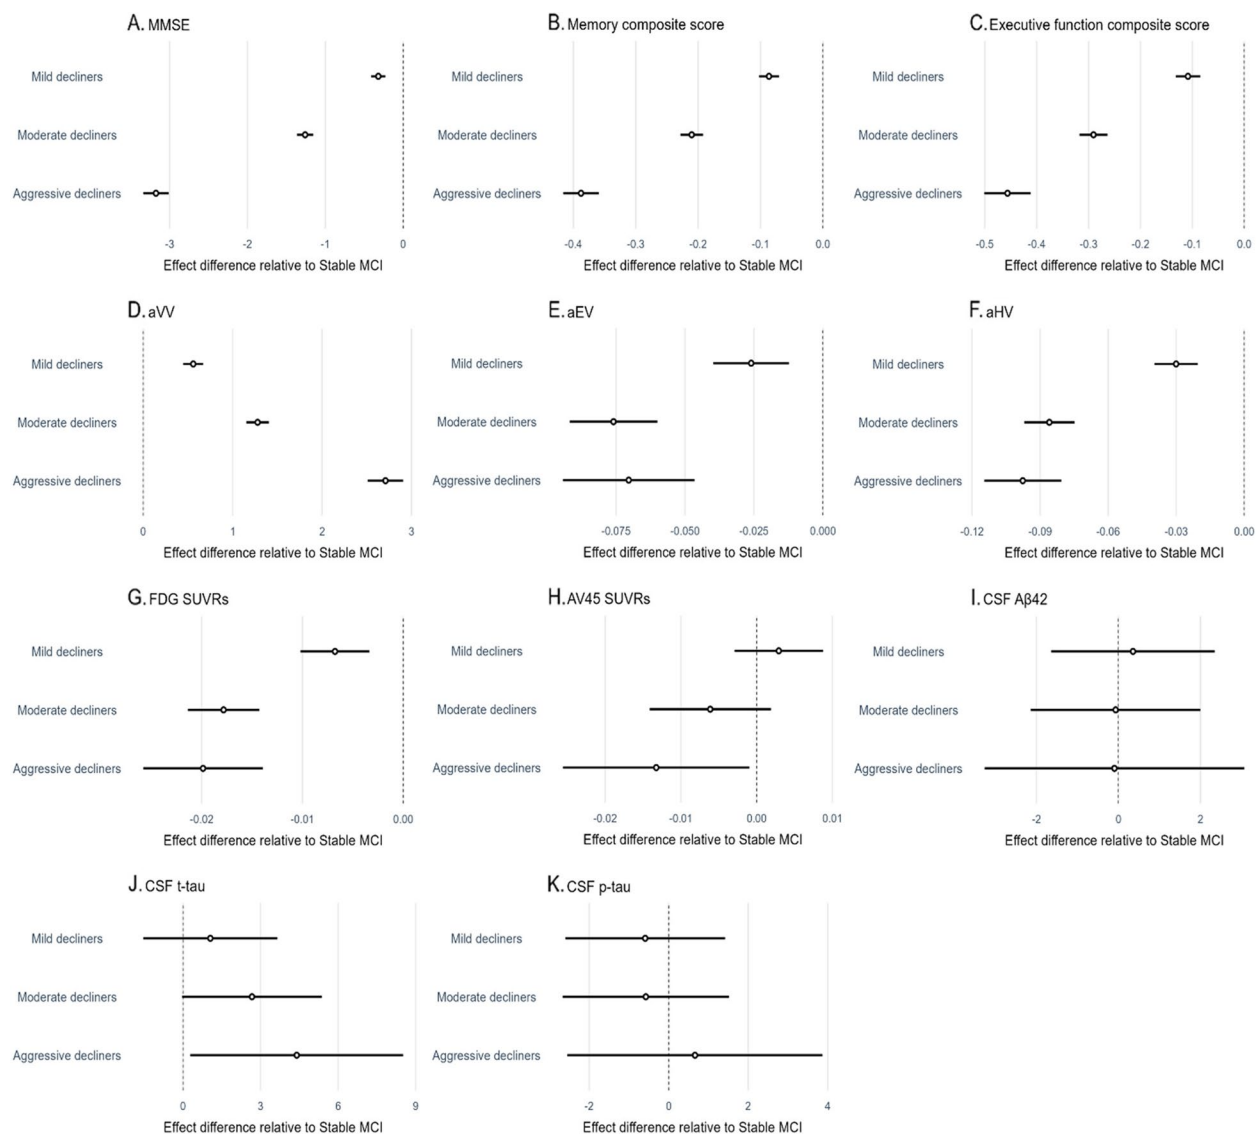 A. MMSE
Mild decliners
Moderate decliners
Aggressive decliners
-3 -2 -1 0
Effect difference relative to Stable MCI
B. Memory composite score
Mild decliners
Moderate decliners
Aggressive decliners
-0.4 -0.3 -0.2 -0.1 0.0
Effect difference relative to Stable MCI
C. Executive function composite score
Mild decliners
Moderate decliners
Aggressive decliners
-0.5 -0.4 -0.3 -0.2 -0.1 0.0
Effect difference relative to Stable MCI
D. aVV
Mild decliners
Moderate decliners
Aggressive decliners
0 1 2 3
Effect difference relative to Stable MCI
E. aEV
Mild decliners
Moderate decliners
Aggressive decliners
-0.075 -0.050 -0.025 0.000
Effect difference relative to Stable MCI
F. aHV
Mild decliners
Moderate decliners
Aggressive decliners
-0.12 -0.09 -0.06 -0.03 0.00
Effect difference relative to Stable MCI
G. FDG SUVRs
Mild decliners
Moderate decliners
Aggressive decliners
-0.02 -0.01 0.00
Effect difference relative to Stable MCI
H. AV45 SUVRs
Mild decliners
Moderate decliners
Aggressive decliners
-0.02 -0.01 0.00 0.01
Effect difference relative to Stable MCI
I. CSF Aβ42
Mild decliners
Moderate decliners
Aggressive decliners
-2 0 2
Effect difference relative to Stable MCI
J. CSF t-tau
Mild decliners
Moderate decliners
Aggressive decliners
0 3 6 9
Effect difference relative to Stable MCI
K. CSF p-tau
Mild decliners
Moderate decliners
Aggressive decliners
-2 0 2 4
Effect difference relative to Stable MCI